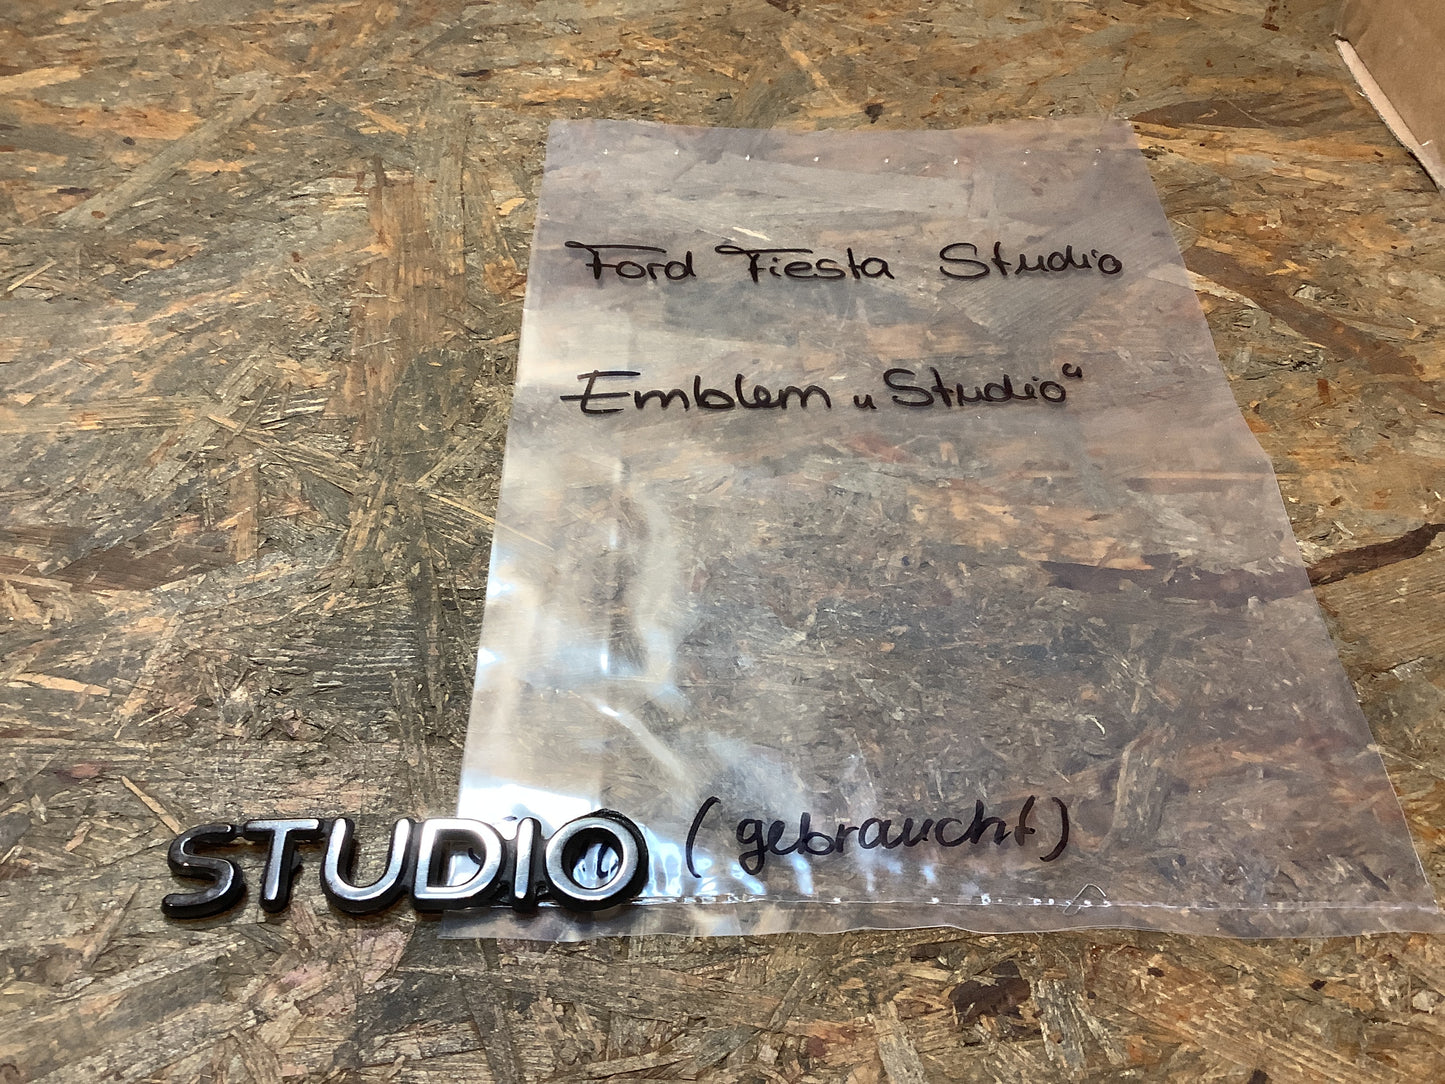 Ford Fiesta Studio
Emblem „Studio“
(gebraucht)
STUDIO